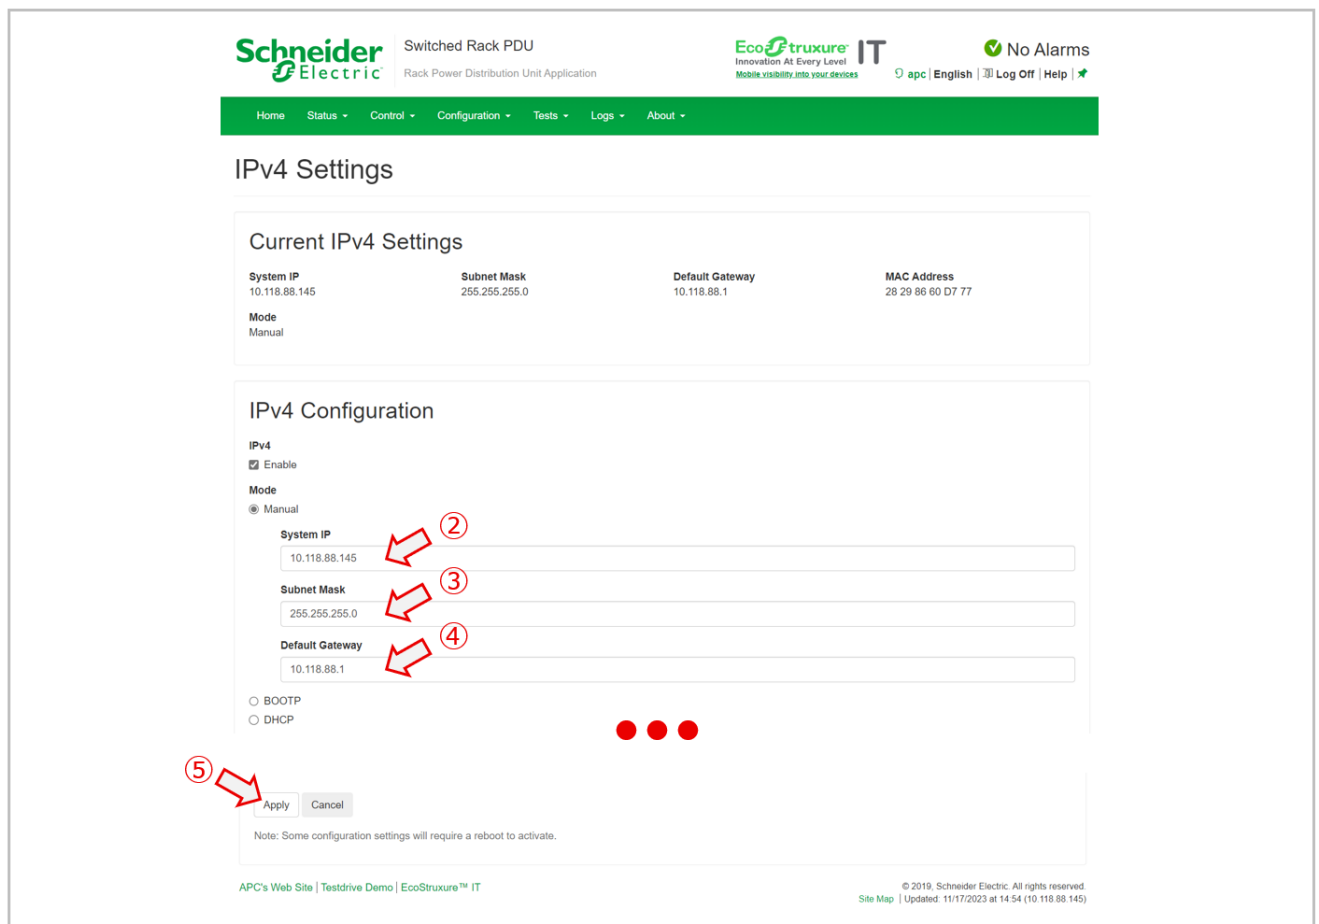 Schneider Electric
Switched Rack PDU
Rack Power Distribution Unit Application
EcoStruxure IT
Innovation At Every Level
Mobile visibility into your devices
No Alarms
apc | English | Log Off | Help |
Home Status Control Configuration Tests Logs About
IPv4 Settings
Current IPv4 Settings
System IP Subnet Mask Default Gateway MAC Address
10.118.88.145 255.255.255.0 10.118.88.1 28 29 86 60 D7 77
Mode
Manual
IPv4 Configuration
IPv4
Enable
Mode
Manual
②
System IP
10.118.88.145
③
Subnet Mask
255.255.255.0
④
Default Gateway
10.118.88.1
BOOTP
DHCP
⑤
Apply Cancel
Note: Some configuration settings will require a reboot to activate.
APC's Web Site | Testdrive Demo | EcoStruxure™ IT
© 2019, Schneider Electric. All rights reserved.
Site Map | Updated: 11/17/2023 at 14:54 (10.118.88.145)